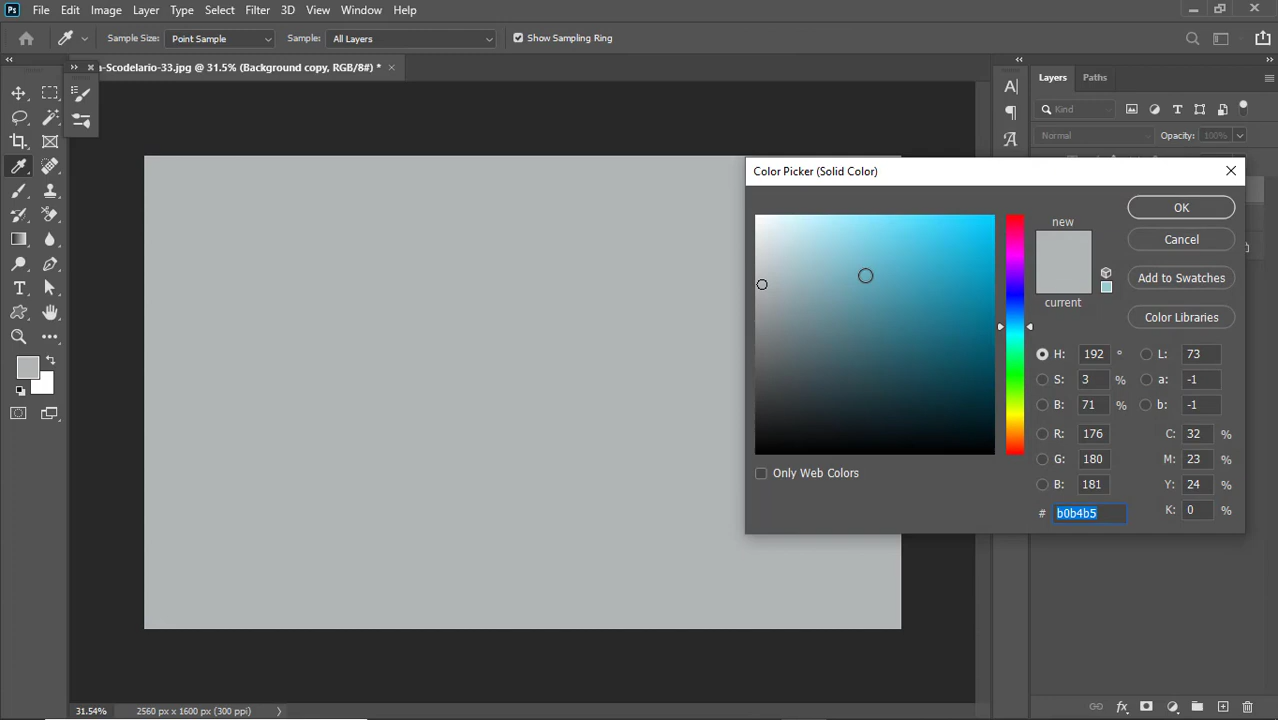 Ps File Edit Image Layer Type Select Filter 3D View Window Help
Sample Size: Point Sample Sample: All Layers Show Sampling Ring
-Scodelario-33.jpg @ 31.5% (Background copy, RGB/8#) *
Layers Paths
Kind
Normal Opacity: 100%
Color Picker (Solid Color)
new
current
OK
Cancel
Add to Swatches
Color Libraries
H: 192 ° L: 73
S: 3 % a: -1
B: 71 % b: -1
R: 176 C: 32 %
G: 180 M: 23 %
B: 181 Y: 24 %
# b0b4b5 K: 0 %
Only Web Colors
31.54% 2560 px x 1600 px (300 ppi)